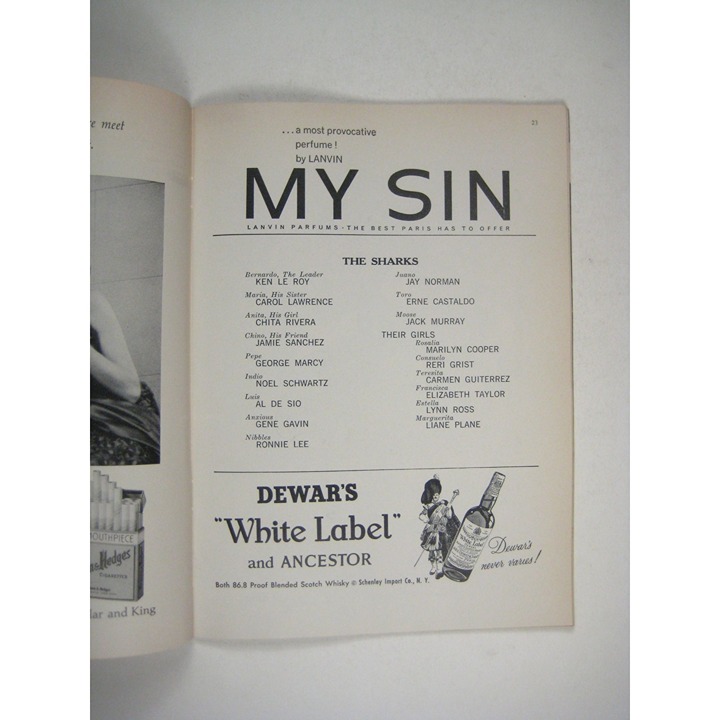 e meet
23
...a most provocative
perfume!
by LANVIN
MY SIN
LANVIN PARFUMS · THE BEST PARIS HAS TO OFFER
THE SHARKS
Bernardo, The Leader
KEN LE ROY
Maria, His Sister
CAROL LAWRENCE
Anita, His Girl
CHITA RIVERA
Chino, His Friend
JAMIE SANCHEZ
Pepe
GEORGE MARCY
Indio
NOEL SCHWARTZ
Luis
AL DE SIO
Anxious
GENE GAVIN
Nibbles
RONNIE LEE
Juano
JAY NORMAN
Toro
ERNE CASTALDO
Moose
JACK MURRAY
THEIR GIRLS
Rosalia
MARILYN COOPER
Consuelo
RERI GRIST
Teresita
CARMEN GUITERREZ
Francisca
ELIZABETH TAYLOR
Estella
LYNN ROSS
Marguerita
LIANE PLANE
DEWAR'S
"White Label"
and ANCESTOR
Dewar's
never varies!
White Label
Both 86.8 Proof Blended Scotch Whisky © Schenley Import Co., N. Y.
OUTHPIECE
Hedges
lar and King